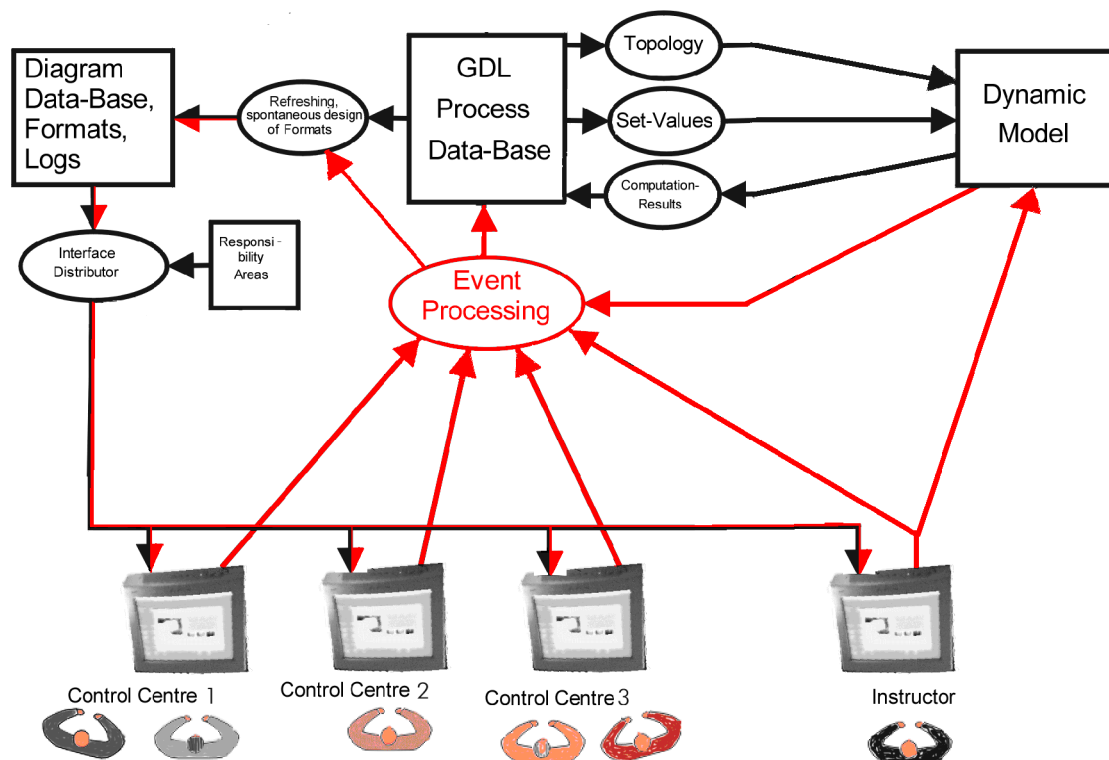 Diagram
Data-Base,
Formats,
Logs
Refreshing,
spontaneous design
of Formats
GDL
Process
Data-Base
Topology
Set-Values
Computation-
Results
Dynamic
Model
Interface
Distributor
Responsi-
bility
Areas
Event
Processing
Control Centre 1
Control Centre 2
Control Centre 3
Instructor